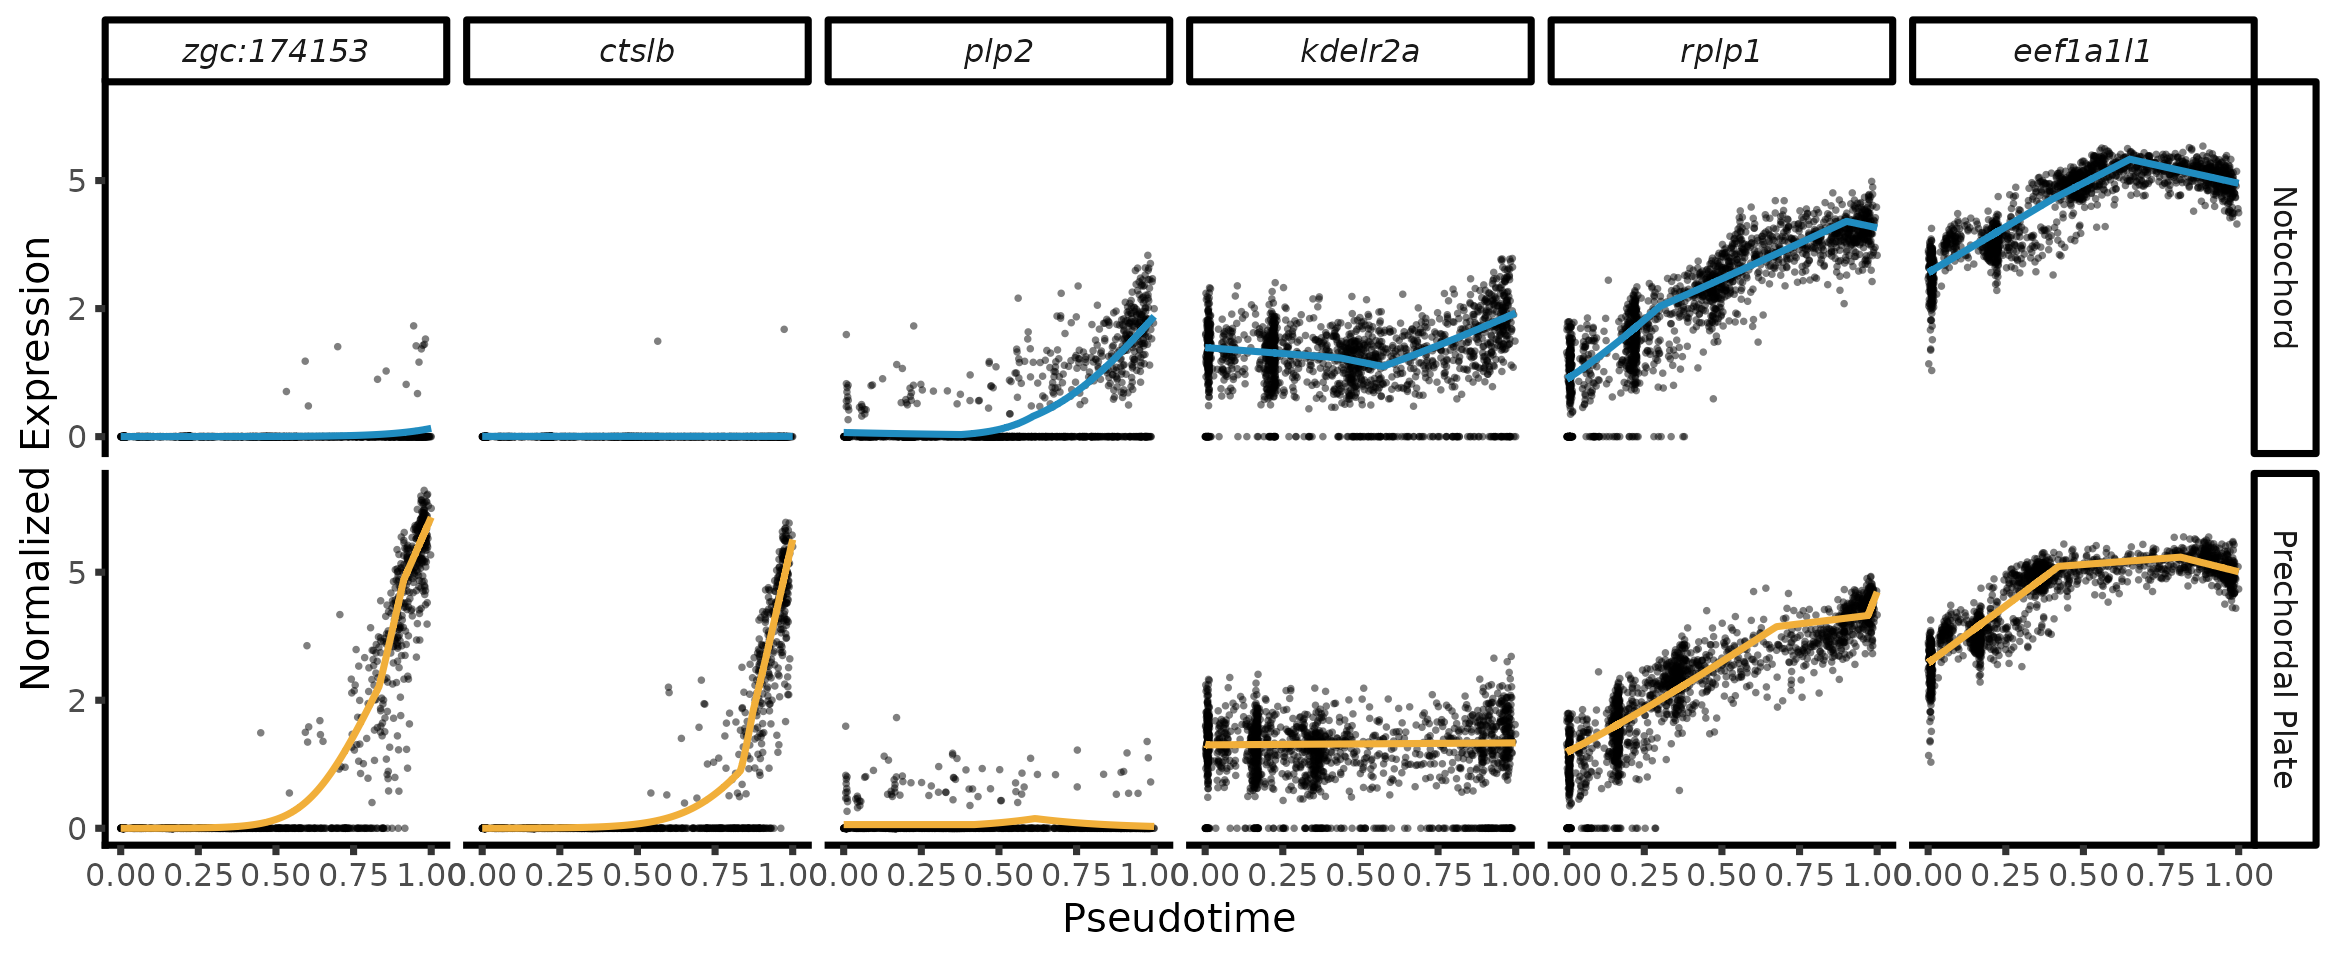 zgc:174153 ctslb plp2 kdelr2a rplp1 eef1a1l1
Normalized Expression
5
2
0
Notochord
5
2
0
Prechordal Plate
0.00 0.25 0.50 0.75 1.00 0.00 0.25 0.50 0.75 1.00 0.00 0.25 0.50 0.75 1.00 0.00 0.25 0.50 0.75 1.00 0.00 0.25 0.50 0.75 1.00 0.00 0.25 0.50 0.75 1.00
Pseudotime